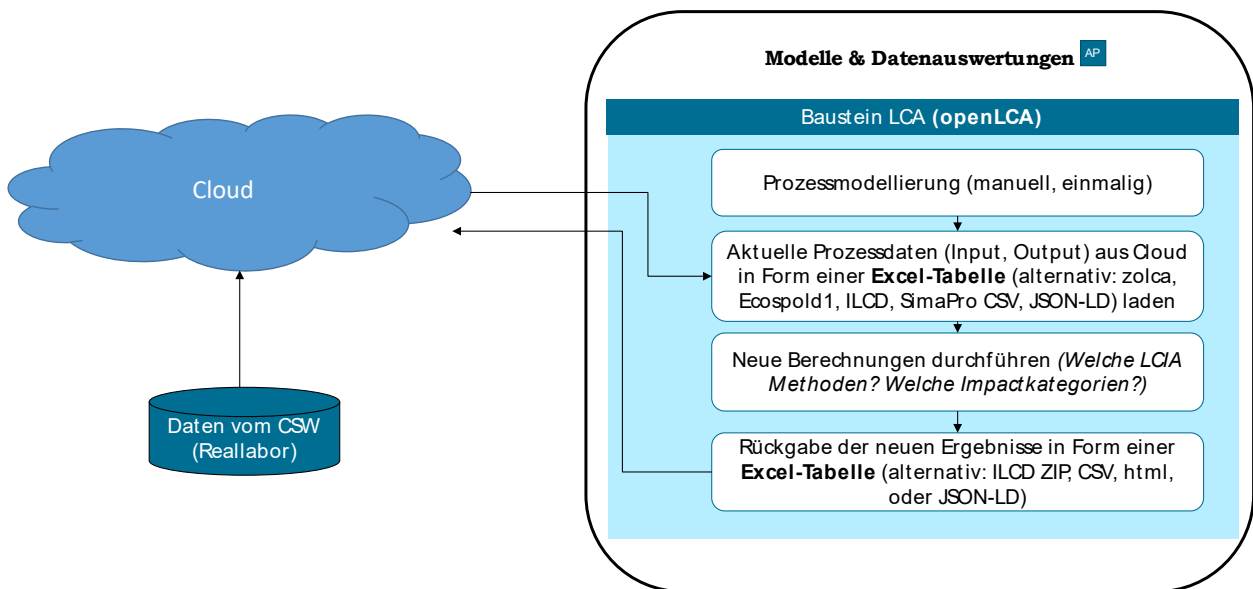 Modelle & Datenauswertungen AP
Baustein LCA (openLCA)
Cloud
Prozessmodellierung (manuell, einmalig)
Aktuelle Prozessdaten (Input, Output) aus Cloud
in Form einer Excel-Tabelle (alternativ: zolca,
Ecospold1, ILCD, SimaPro CSV, JSON-LD) laden
Neue Berechnungen durchführen (Welche LCIA
Methoden? Welche Impactkategorien?)
Daten vom CSW
(Reallabor)
Rückgabe der neuen Ergebnisse in Form einer
Excel-Tabelle (alternativ: ILCD ZIP, CSV, html,
oder JSON-LD)